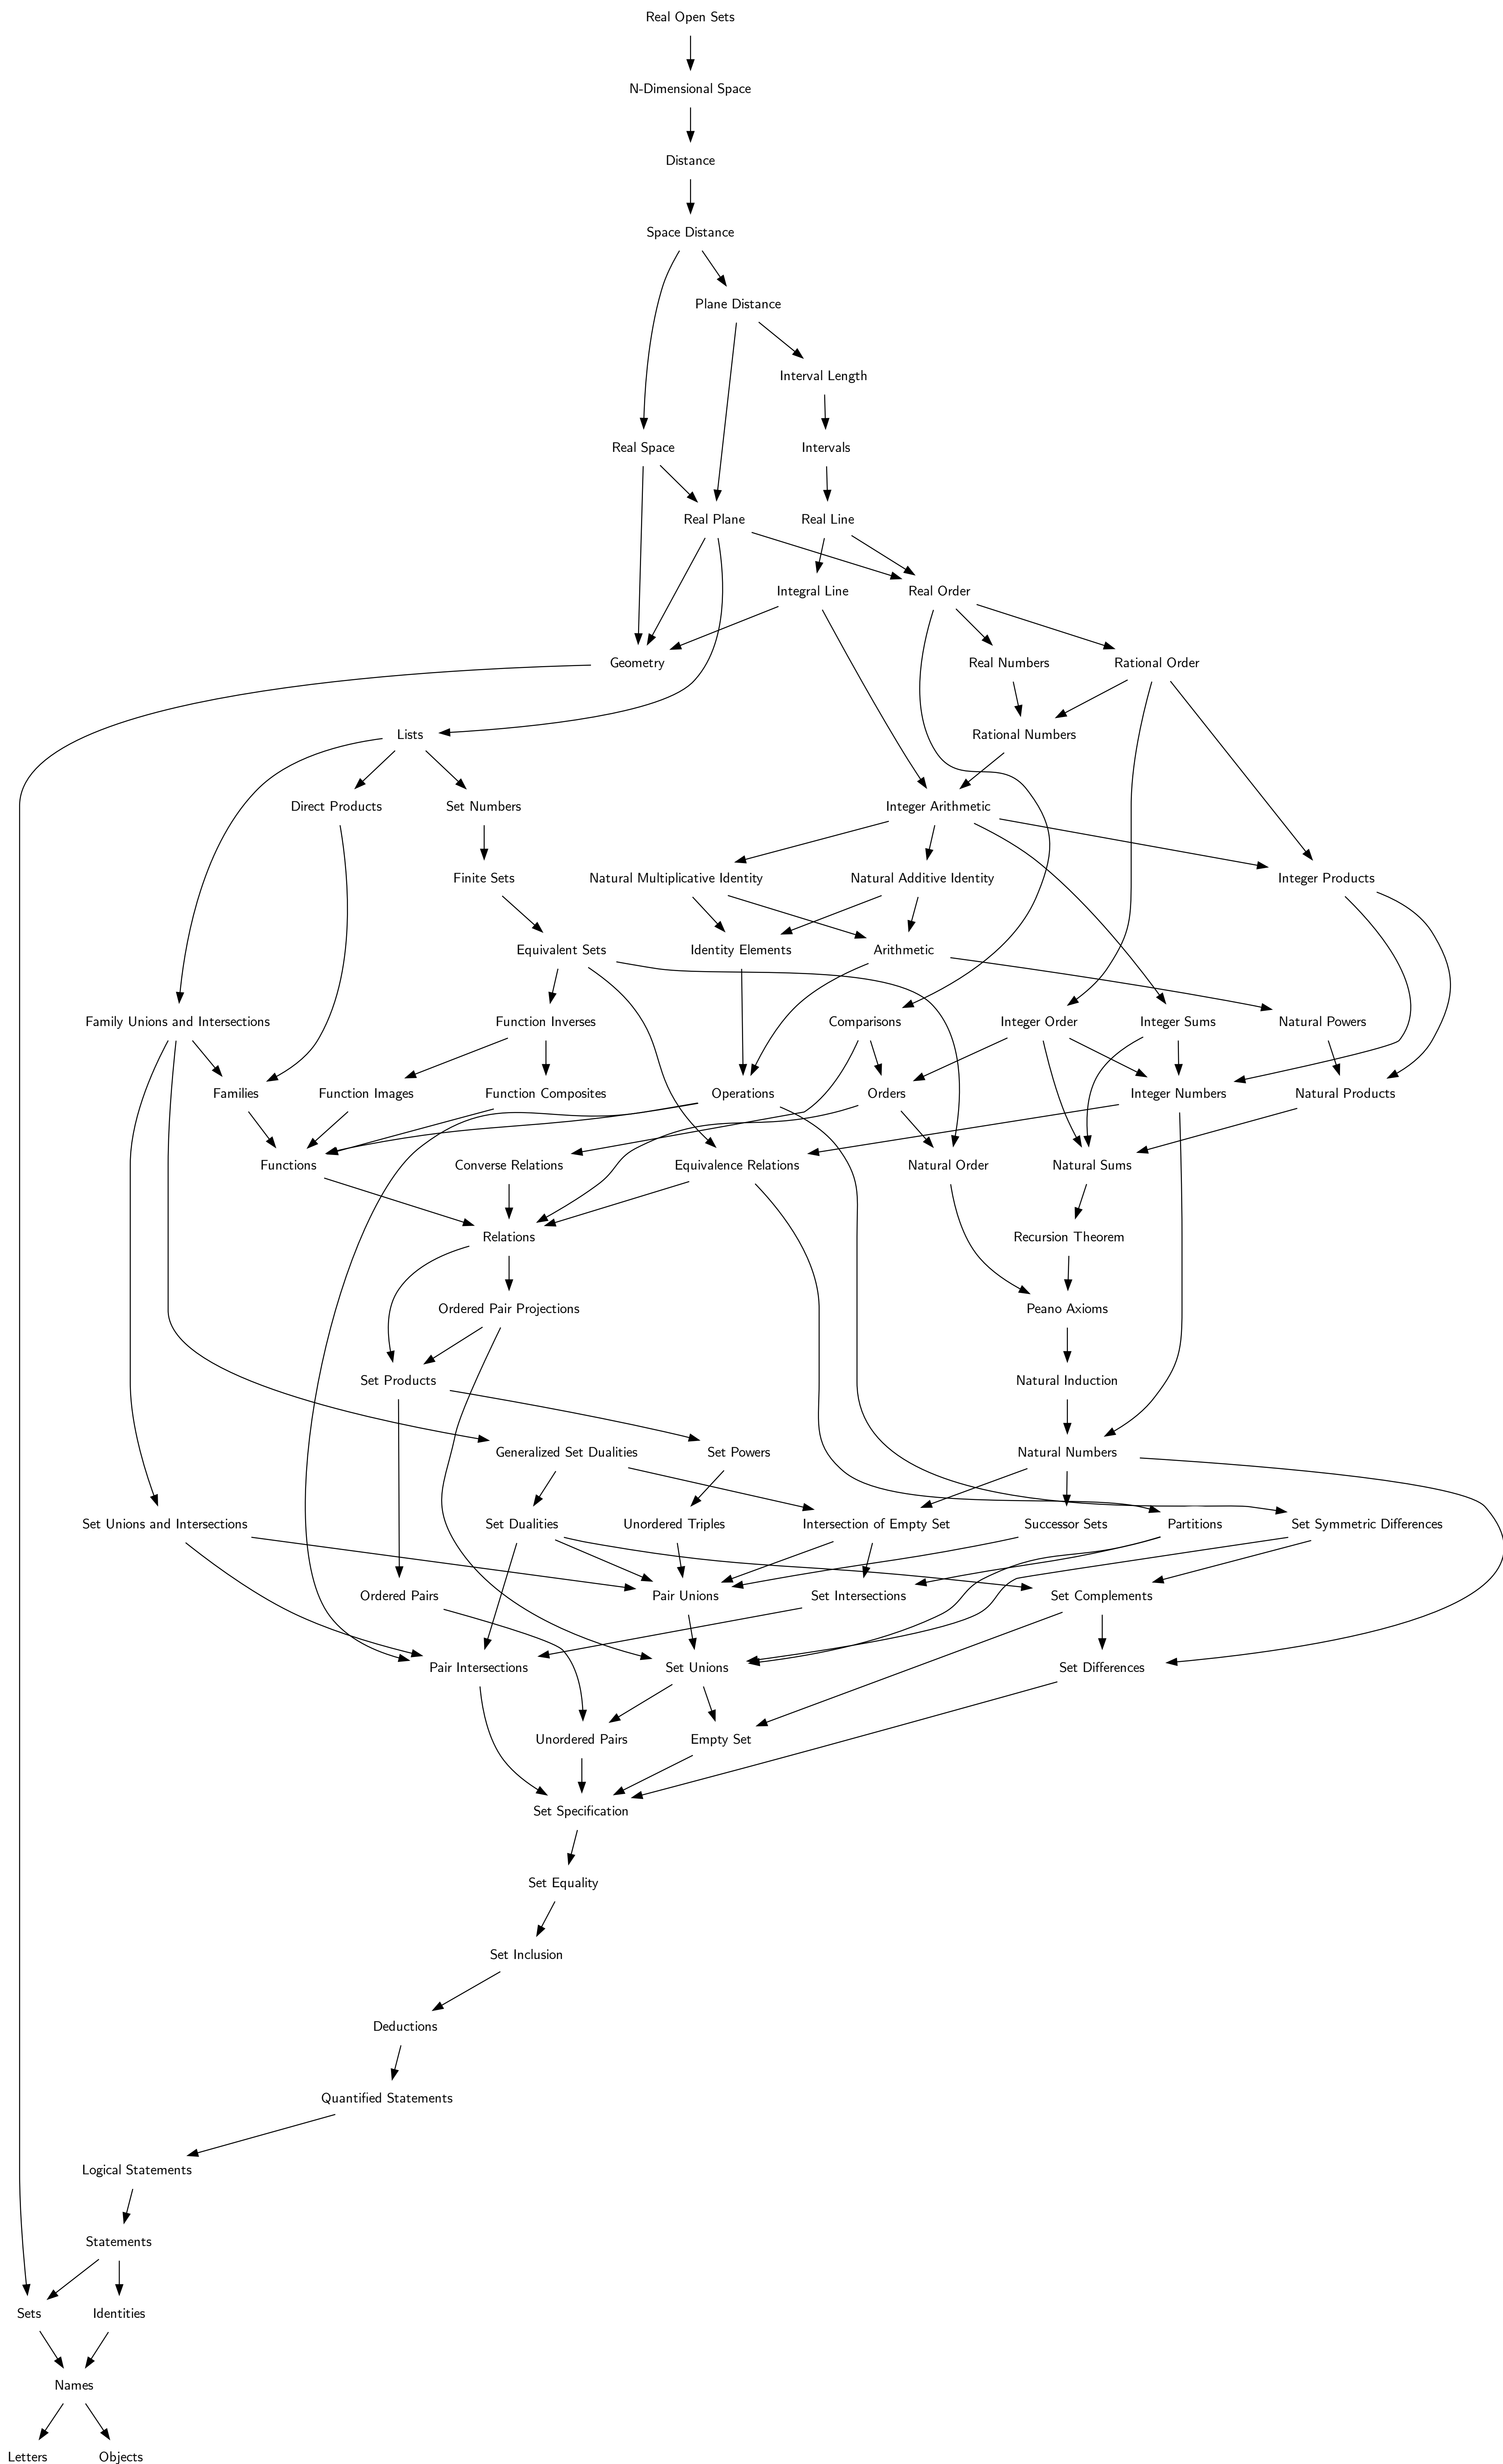 Real Open Sets
N-Dimensional Space
Distance
Space Distance
Plane Distance
Interval Length
Real Space
Intervals
Real Plane
Real Line
Integral Line
Real Order
Geometry
Real Numbers
Rational Order
Lists
Rational Numbers
Direct Products
Set Numbers
Integer Arithmetic
Finite Sets
Natural Multiplicative Identity
Natural Additive Identity
Integer Products
Equivalent Sets
Identity Elements
Arithmetic
Family Unions and Intersections
Function Inverses
Comparisons
Integer Order
Integer Sums
Natural Powers
Families
Function Images
Function Composites
Operations
Orders
Integer Numbers
Natural Products
Functions
Converse Relations
Equivalence Relations
Natural Order
Natural Sums
Relations
Recursion Theorem
Ordered Pair Projections
Peano Axioms
Set Products
Natural Induction
Generalized Set Dualities
Set Powers
Natural Numbers
Set Unions and Intersections
Set Dualities
Unordered Triples
Intersection of Empty Set
Successor Sets
Partitions
Set Symmetric Differences
Ordered Pairs
Pair Unions
Set Intersections
Set Complements
Pair Intersections
Set Unions
Set Differences
Unordered Pairs
Empty Set
Set Specification
Set Equality
Set Inclusion
Deductions
Quantified Statements
Logical Statements
Statements
Sets
Identities
Names
Letters
Objects